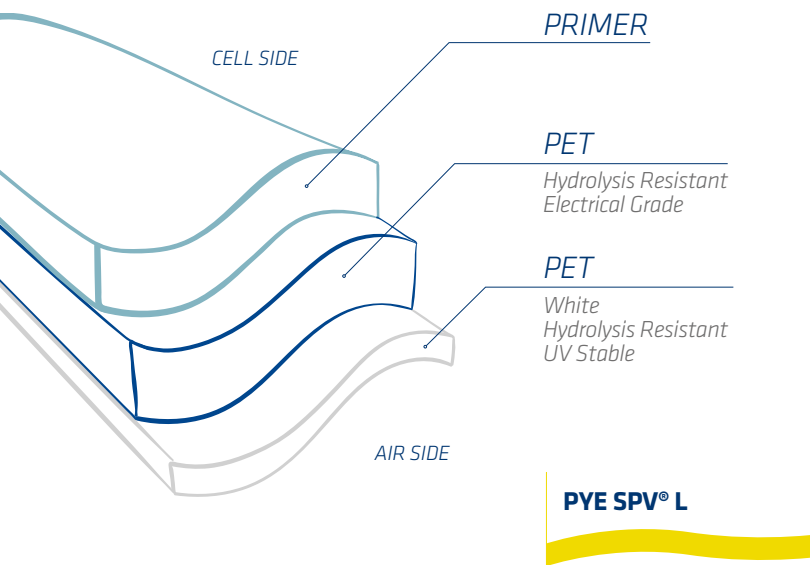 PRIMER
CELL SIDE
PET
Hydrolysis Resistant
Electrical Grade
PET
White
Hydrolysis Resistant
UV Stable
AIR SIDE
PYE SPV® L